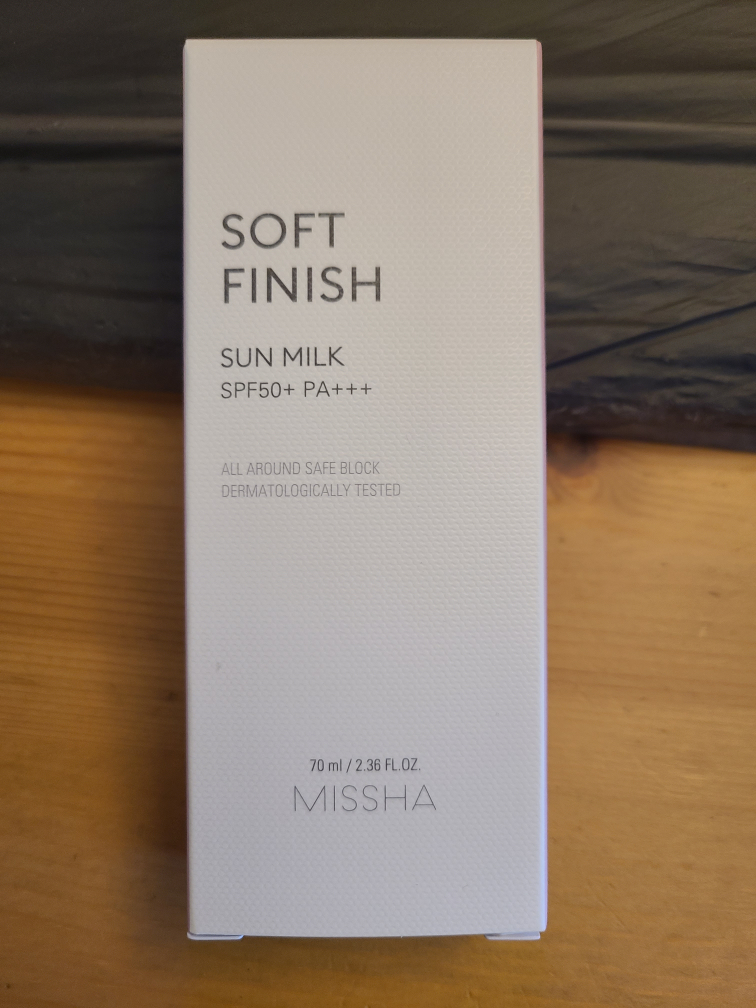 SOFT
FINISH
SUN MILK
SPF50+ PA+++
ALL AROUND SAFE BLOCK
DERMATOLOGICALLY TESTED
70 ml / 2.36 FL.OZ.
MISSHA